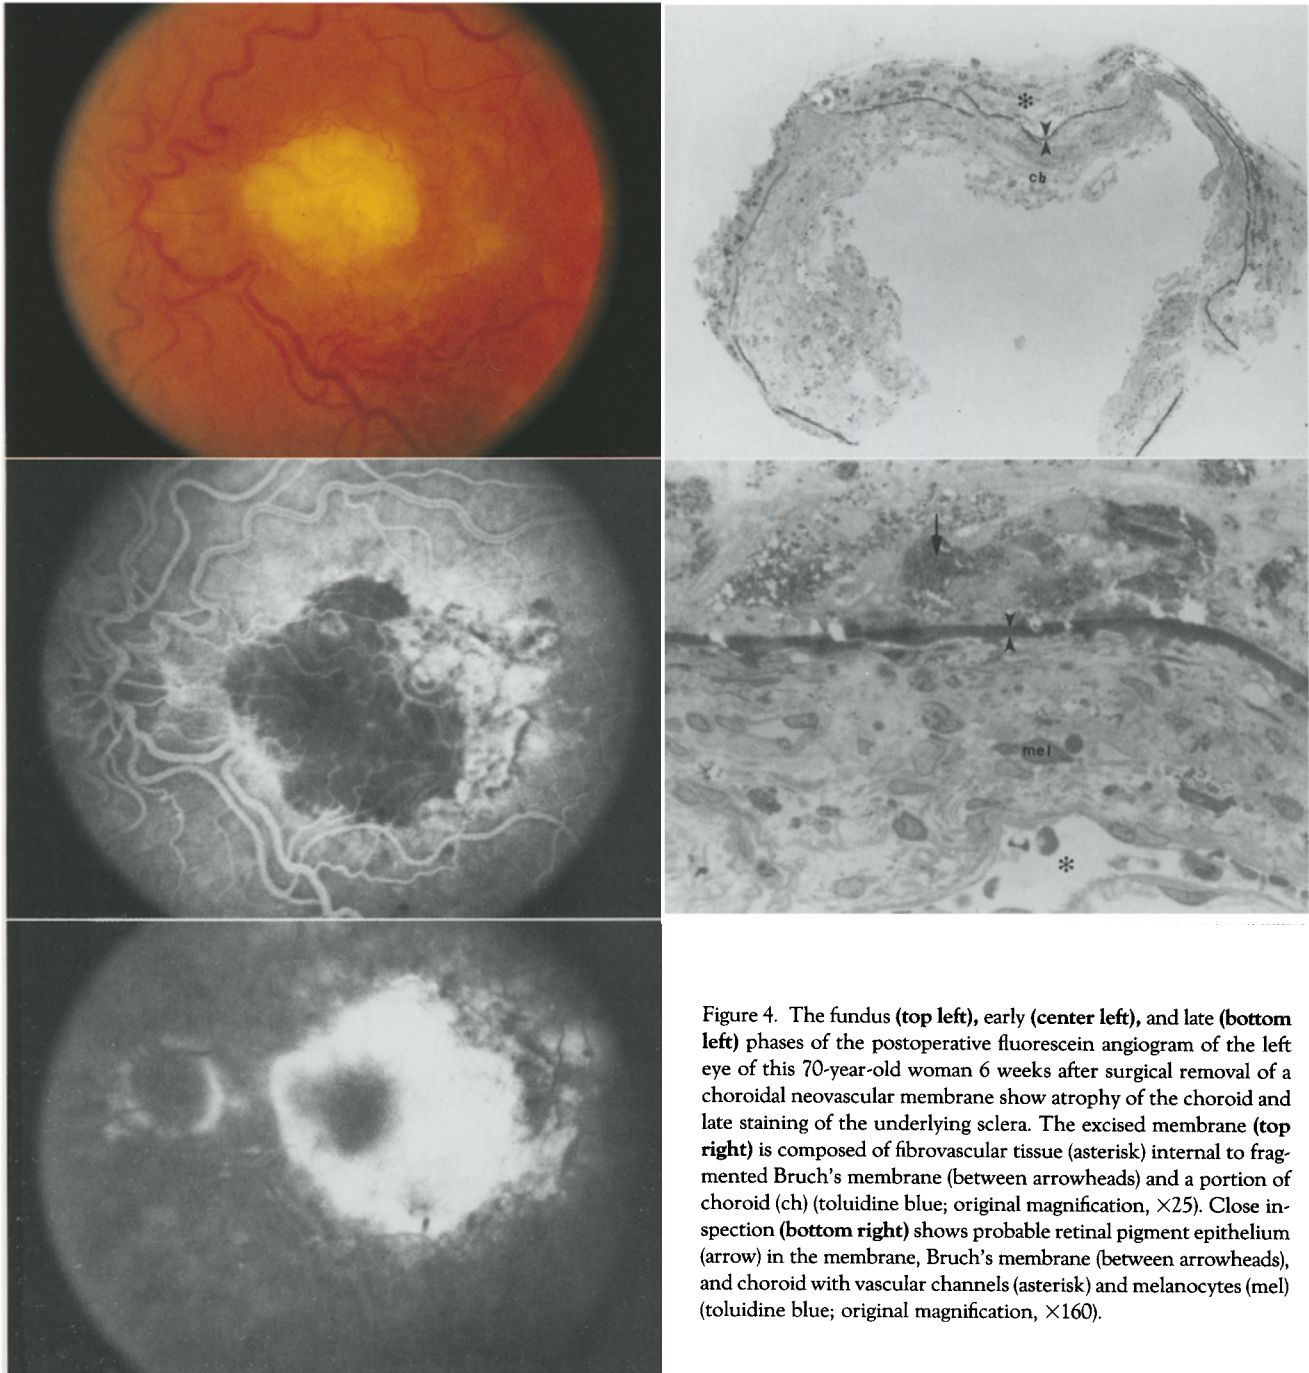 *
cb
mel
*
Figure 4. The fundus (top left), early (center left), and late (bottom
left) phases of the postoperative fluorescein angiogram of the left
eye of this 70-year-old woman 6 weeks after surgical removal of a
choroidal neovascular membrane show atrophy of the choroid and
late staining of the underlying sclera. The excised membrane (top
right) is composed of fibrovascular tissue (asterisk) internal to frag-
mented Bruch's membrane (between arrowheads) and a portion of
choroid (ch) (toluidine blue; original magnification, ×25). Close in-
spection (bottom right) shows probable retinal pigment epithelium
(arrow) in the membrane, Bruch's membrane (between arrowheads),
and choroid with vascular channels (asterisk) and melanocytes (mel)
(toluidine blue; original magnification, ×160).